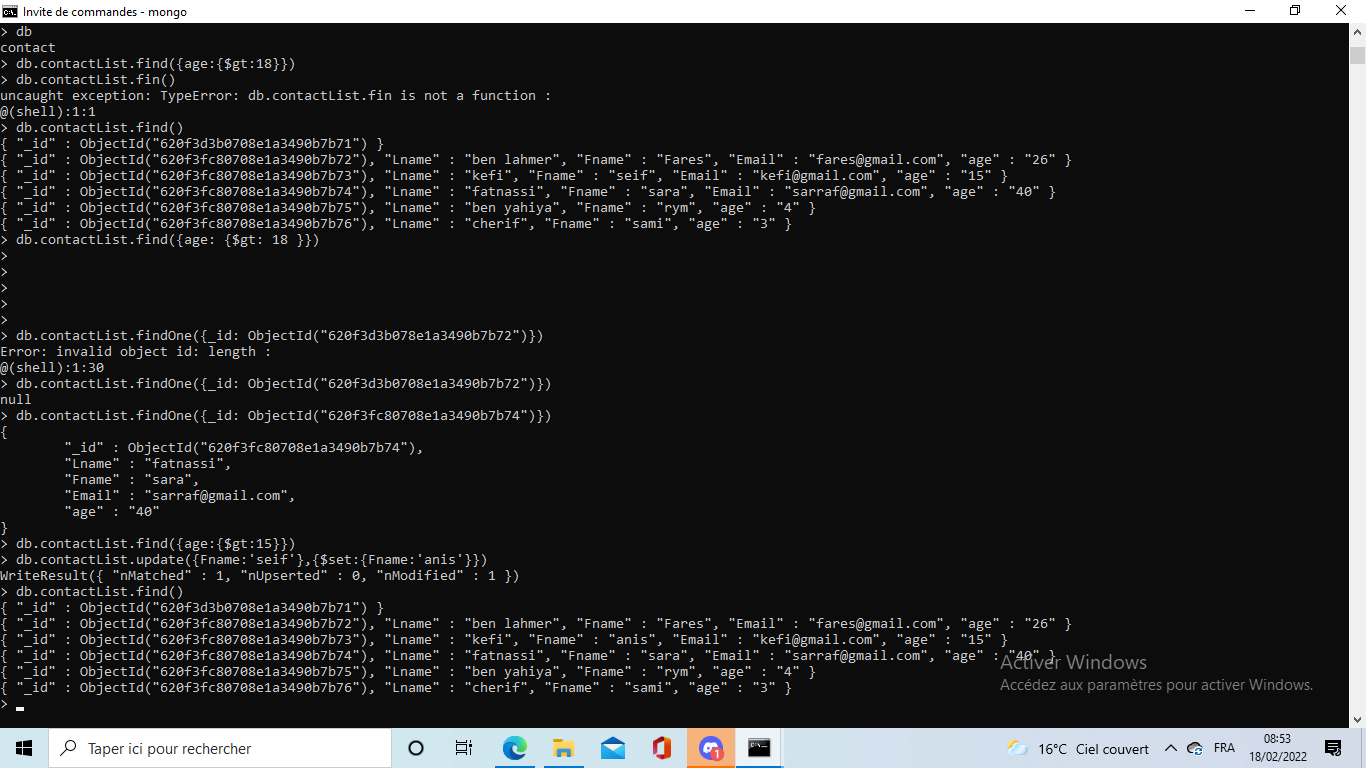 Invite de commandes - mongo
> db
contact
> db.contactList.find({age:{$gt:18}})
> db.contactList.fin()
uncaught exception: TypeError: db.contactList.fin is not a function :
@(shell):1:1
> db.contactList.find()
{ "_id" : ObjectId("620f3d3b0708e1a3490b7b71") }
{ "_id" : ObjectId("620f3fc80708e1a3490b7b72"), "Lname" : "ben lahmer", "Fname" : "Fares", "Email" : "fares@gmail.com", "age" : "26" }
{ "_id" : ObjectId("620f3fc80708e1a3490b7b73"), "Lname" : "kefi", "Fname" : "seif", "Email" : "kefi@gmail.com", "age" : "15" }
{ "_id" : ObjectId("620f3fc80708e1a3490b7b74"), "Lname" : "fatnassi", "Fname" : "sara", "Email" : "sarraf@gmail.com", "age" : "40" }
{ "_id" : ObjectId("620f3fc80708e1a3490b7b75"), "Lname" : "ben yahiya", "Fname" : "rym", "age" : "4" }
{ "_id" : ObjectId("620f3fc80708e1a3490b7b76"), "Lname" : "cherif", "Fname" : "sami", "age" : "3" }
> db.contactList.find({age: {$gt: 18 }})
>
>
>
>
>
> db.contactList.findOne({_id: ObjectId("620f3d3b078e1a3490b7b72")})
Error: invalid object id: length :
@(shell):1:30
> db.contactList.findOne({_id: ObjectId("620f3d3b0708e1a3490b7b72")})
null
> db.contactList.findOne({_id: ObjectId("620f3fc80708e1a3490b7b74")})
{
"_id" : ObjectId("620f3fc80708e1a3490b7b74"),
"Lname" : "fatnassi",
"Fname" : "sara",
"Email" : "sarraf@gmail.com",
"age" : "40"
}
> db.contactList.find({age:{$gt:15}})
> db.contactList.update({Fname:'seif'},{$set:{Fname:'anis'}})
WriteResult({ "nMatched" : 1, "nUpserted" : 0, "nModified" : 1 })
> db.contactList.find()
{ "_id" : ObjectId("620f3d3b0708e1a3490b7b71") }
{ "_id" : ObjectId("620f3fc80708e1a3490b7b72"), "Lname" : "ben lahmer", "Fname" : "Fares", "Email" : "fares@gmail.com", "age" : "26" }
{ "_id" : ObjectId("620f3fc80708e1a3490b7b73"), "Lname" : "kefi", "Fname" : "anis", "Email" : "kefi@gmail.com", "age" : "15" }
{ "_id" : ObjectId("620f3fc80708e1a3490b7b74"), "Lname" : "fatnassi", "Fname" : "sara", "Email" : "sarraf@gmail.com", "age" : "40" }
{ "_id" : ObjectId("620f3fc80708e1a3490b7b75"), "Lname" : "ben yahiya", "Fname" : "rym", "age" : "4" }
{ "_id" : ObjectId("620f3fc80708e1a3490b7b76"), "Lname" : "cherif", "Fname" : "sami", "age" : "3" }
>
Activer Windows
Accédez aux paramètres pour activer Windows.
Taper ici pour rechercher
1
16°C Ciel couvert
FRA
08:53
18/02/2022